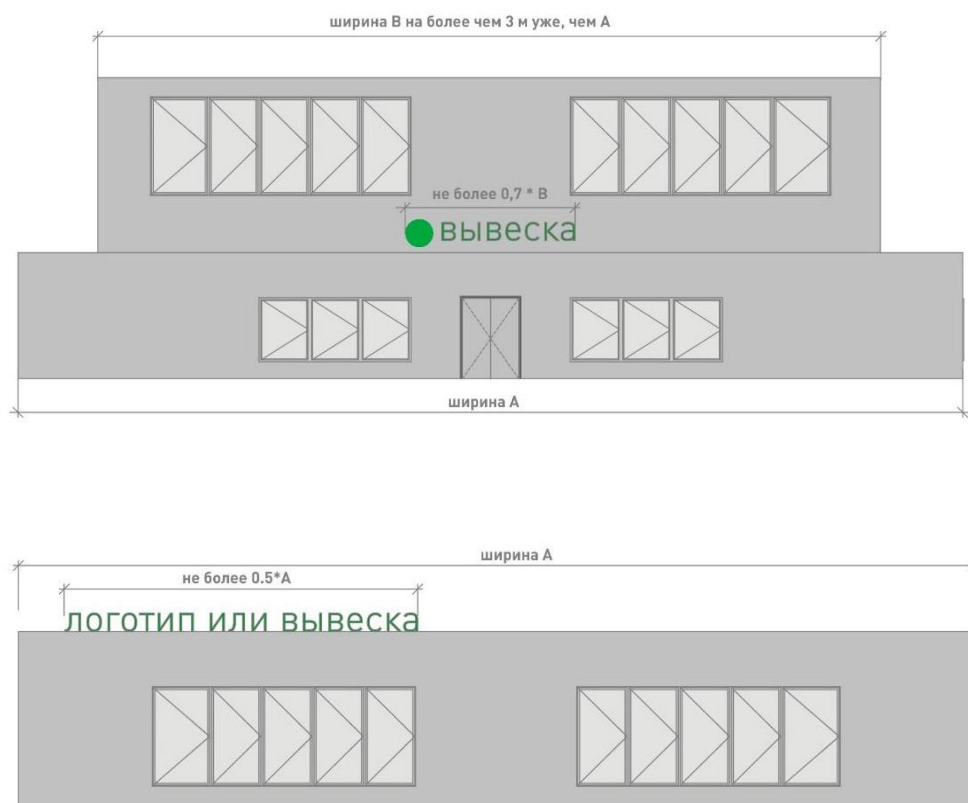 ширина В на более чем 3 м уже, чем А
не более 0,7 * В
вывеска
ширина А
ширина А
не более 0.5*А
логотип или вывеска